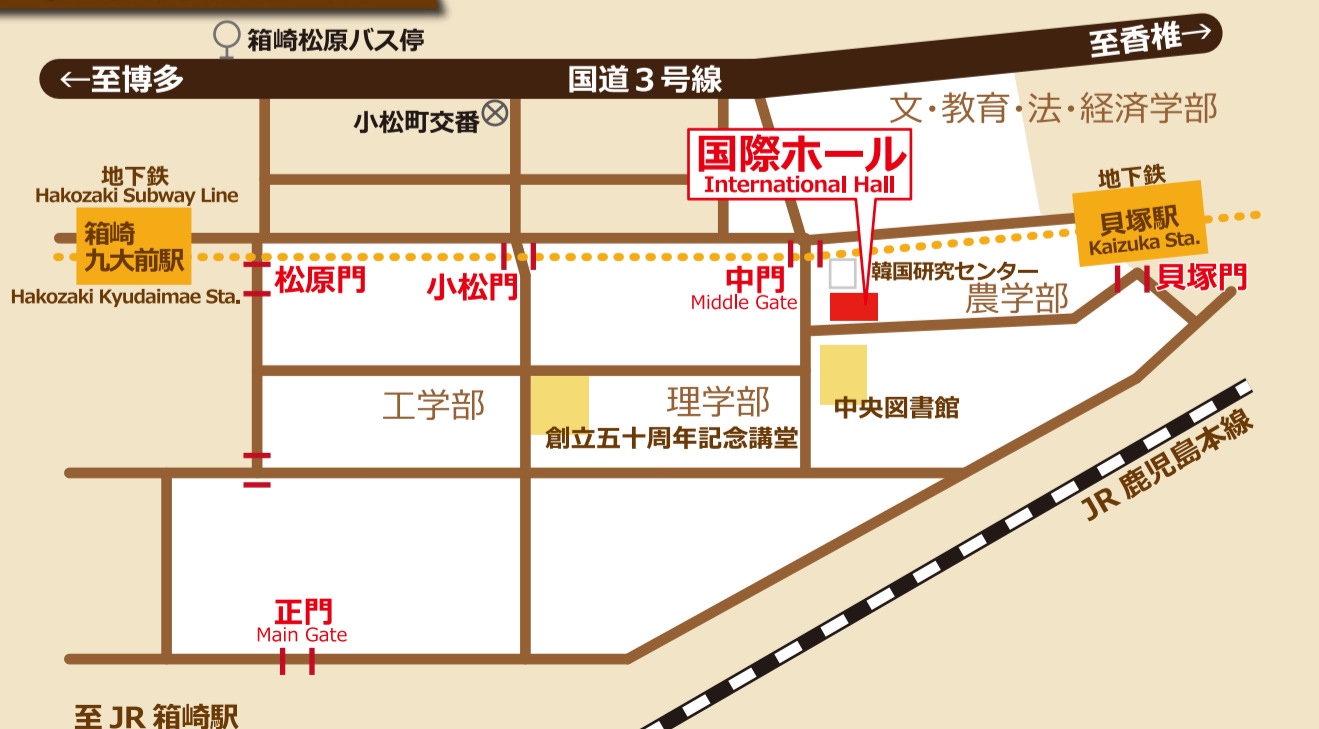 箱崎松原バス停
至香椎→
←至博多
国道3号線
文・教育・法・経済学部
小松町交番
国際ホール
International Hall
地下鉄
Hakozaki Subway Line
地下鉄
箱崎
九大前駅
貝塚駅
Kaizuka Sta.
Hakozaki Kyudaimae Sta.
松原門
小松門
中門
Middle Gate
韓国研究センター
農学部
貝塚門
工学部
理学部
中央図書館
創立五十周年記念講堂
JR 鹿児島本線
正門
Main Gate
至 JR 箱崎駅